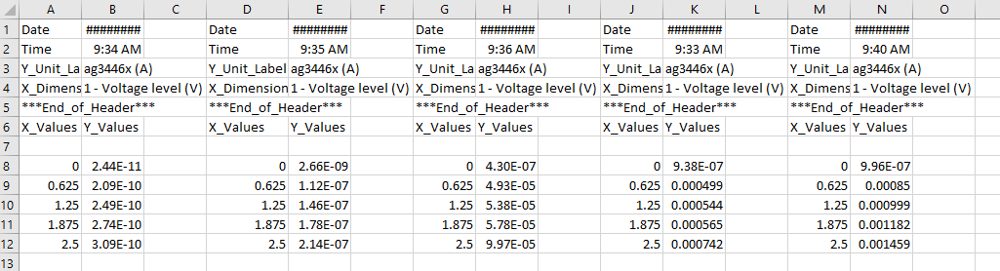 A B C D E F G H I J K L M N O
1 Date ######## Date ######## Date ######## Date ######## Date ########
2 Time 9:34 AM Time 9:35 AM Time 9:36 AM Time 9:33 AM Time 9:40 AM
3 Y_Unit_La ag3446x (A) Y_Unit_Label ag3446x (A) Y_Unit_La ag3446x (A) Y_Unit_La ag3446x (A) Y_Unit_La ag3446x (A)
4 X_Dimens 1 - Voltage level (V) X_Dimension 1 - Voltage level (V) X_Dimens 1 - Voltage level (V) X_Dimens 1 - Voltage level (V) X_Dimens 1 - Voltage level (V)
5 ***End_of_Header*** ***End_of_Header*** ***End_of_Header*** ***End_of_Header*** ***End_of_Header***
6 X_Values Y_Values X_Values Y_Values X_Values Y_Values X_Values Y_Values X_Values Y_Values
7
8 0 2.44E-11 0 2.66E-09 0 4.30E-07 0 9.38E-07 0 9.96E-07
9 0.625 2.09E-10 0.625 1.12E-07 0.625 4.93E-05 0.625 0.000499 0.625 0.00085
10 1.25 2.49E-10 1.25 1.46E-07 1.25 5.38E-05 1.25 0.000544 1.25 0.000999
11 1.875 2.74E-10 1.875 1.78E-07 1.875 5.78E-05 1.875 0.000565 1.875 0.001182
12 2.5 3.09E-10 2.5 2.14E-07 2.5 9.97E-05 2.5 0.000742 2.5 0.001459
13